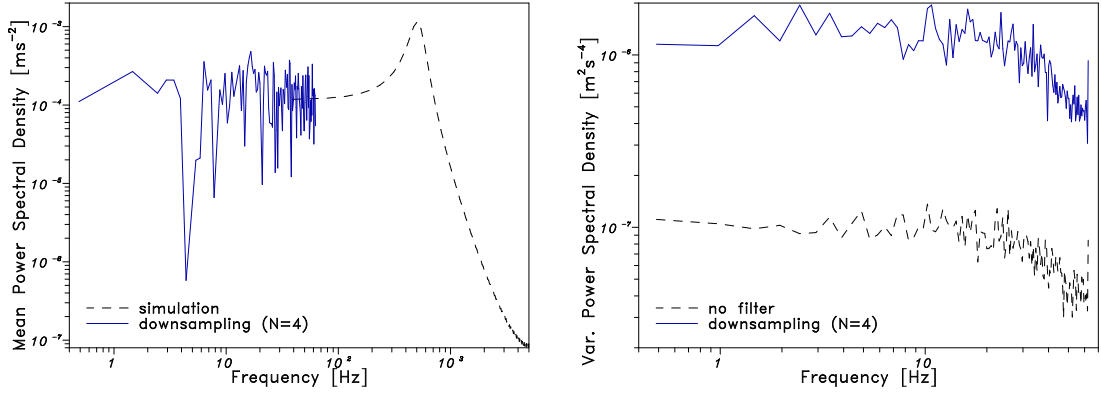 Mean Power Spectral Density [ms⁻²]
10⁻³
10⁻⁴
10⁻⁵
10⁻⁶
10⁻⁷
simulation
downsampling (N=4)
1
10
10²
10³
Frequency [Hz]
Var. Power Spectral Density [m²s⁻⁴]
10⁻⁶
10⁻⁷
no filter
downsampling (N=4)
1
10
Frequency [Hz]